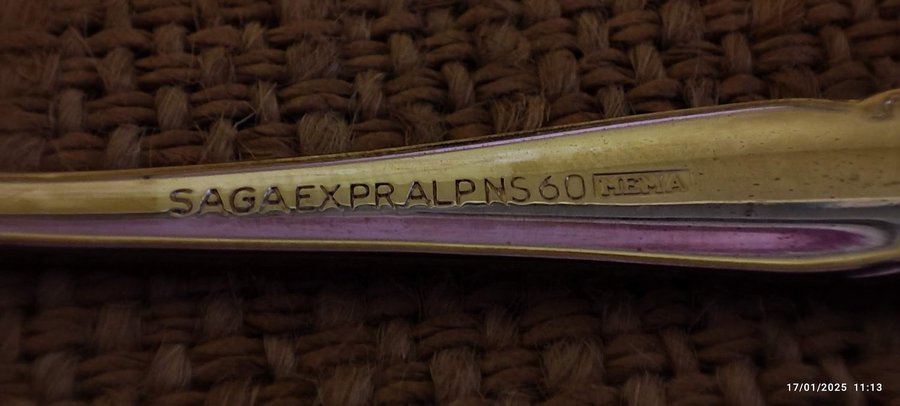 SAGA EXPR ALP NS 60 HEMA
17/01/2025 11:13